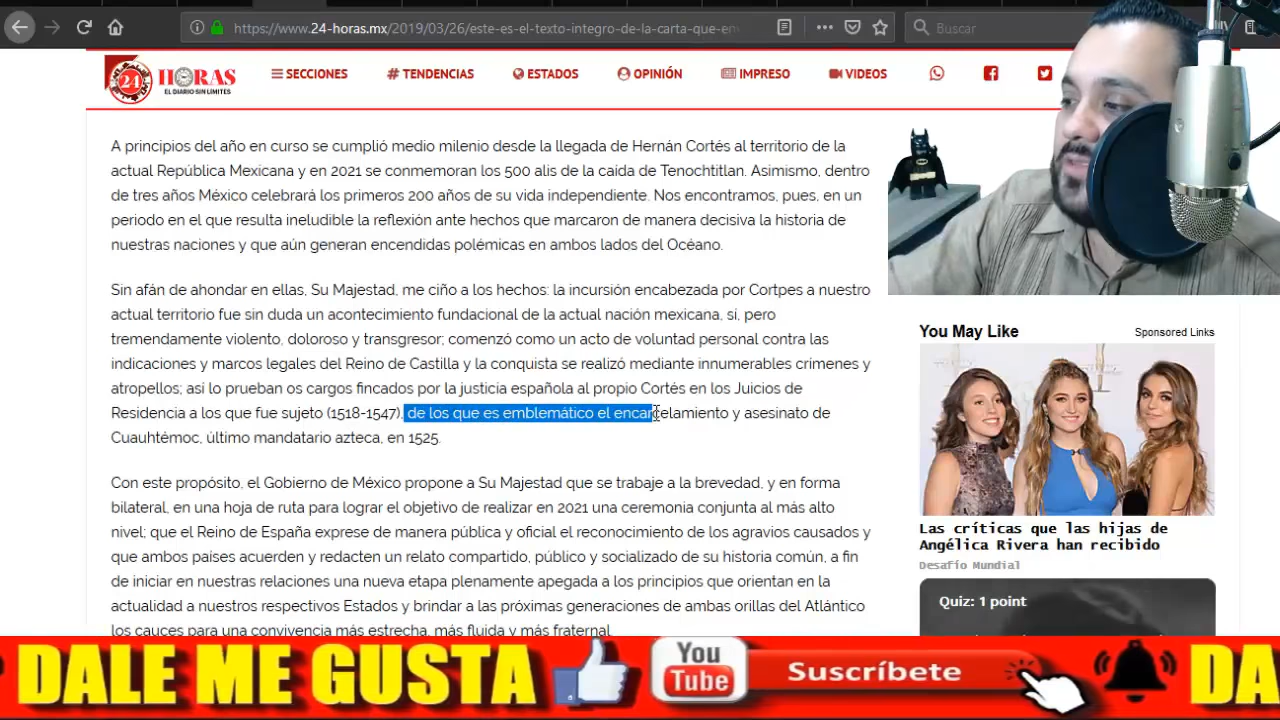 https://www.24-horas.mx/2019/03/26/este-es-el-texto-integro-de-la-carta-que-en
Buscar
24 HORAS
EL DIARIO SIN LIMITES
SECCIONES
# TENDENCIAS
ESTADOS
OPINIÓN
IMPRESO
VIDEOS
A principios del año en curso se cumplió medio milenio desde la llegada de Hernán Cortés al territorio de la
actual República Mexicana y en 2021 se conmemoran los 500 alis de la caída de Tenochtitlan. Asimismo, dentro
de tres años México celebrará los primeros 200 años de su vida independiente. Nos encontramos, pues, en un
periodo en el que resulta ineludible la reflexión ante hechos que marcaron de manera decisiva la historia de
nuestras naciones y que aún generan encendidas polémicas en ambos lados del Océano.
Sin afán de ahondar en ellas, Su Majestad, me ciño a los hechos: la incursión encabezada por Cortpes a nuestro
actual territorio fue sin duda un acontecimiento fundacional de la actual nación mexicana, sí, pero
tremendamente violento, doloroso y transgresor; comenzó como un acto de voluntad personal contra las
indicaciones y marcos legales del Reino de Castilla y la conquista se realizó mediante innumerables crímenes y
atropellos; así lo prueban os cargos fincados por la justicia española al propio Cortés en los Juicios de
Residencia a los que fue sujeto (1518-1547), de los que es emblemático el encarcelamiento y asesinato de
Cuauhtémoc, último mandatario azteca, en 1525.
Con este propósito, el Gobierno de México propone a Su Majestad que se trabaje a la brevedad, y en forma
bilateral, en una hoja de ruta para lograr el objetivo de realizar en 2021 una ceremonia conjunta al más alto
nivel; que el Reino de España exprese de manera pública y oficial el reconocimiento de los agravios causados y
que ambos países acuerden y redacten un relato compartido, público y socializado de su historia común, a fin
de iniciar en nuestras relaciones una nueva etapa plenamente apegada a los principios que orientan en la
actualidad a nuestros respectivos Estados y brindar a las próximas generaciones de ambas orillas del Atlántico
los cauces para una convivencia más estrecha, más fluida y más fraternal.
You May Like
Sponsored Links
Las críticas que las hijas de
Angélica Rivera han recibido
Desafío Mundial
Quiz: 1 point
DALE ME GUSTA
You
Tube
Suscríbete
DA